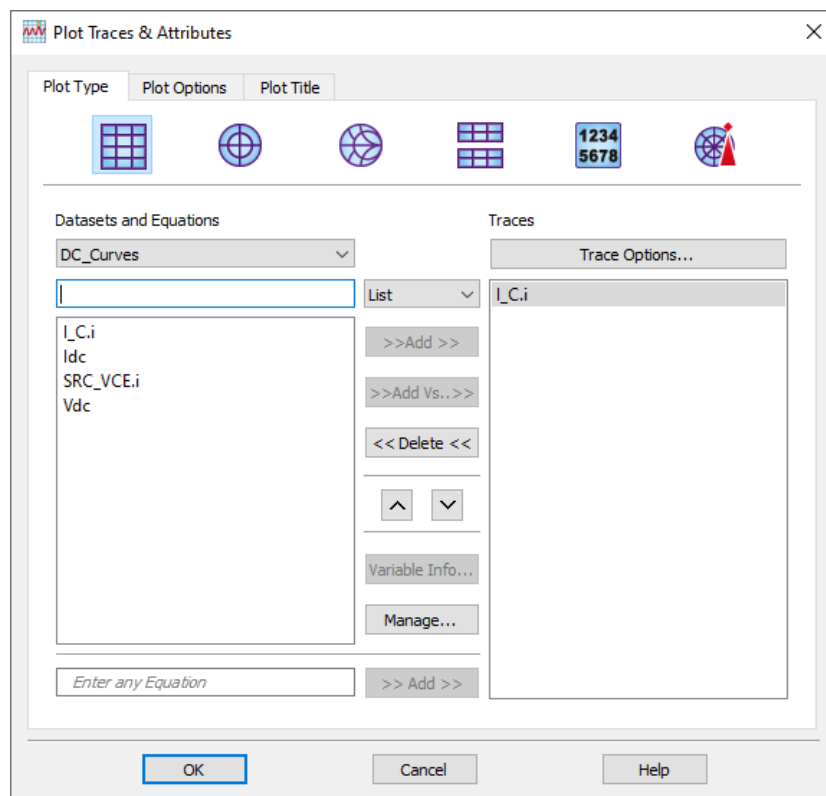 Plot Traces & Attributes
Plot Type
Plot Options
Plot Title
1234
5678
Datasets and Equations
Traces
DC_Curves
Trace Options...
List
I_C.i
I_C.i
Idc
SRC_VCE.i
Vdc
>>Add >>
>>Add Vs..>>
<< Delete <<
Variable Info...
Manage...
Enter any Equation
>> Add >>
OK
Cancel
Help